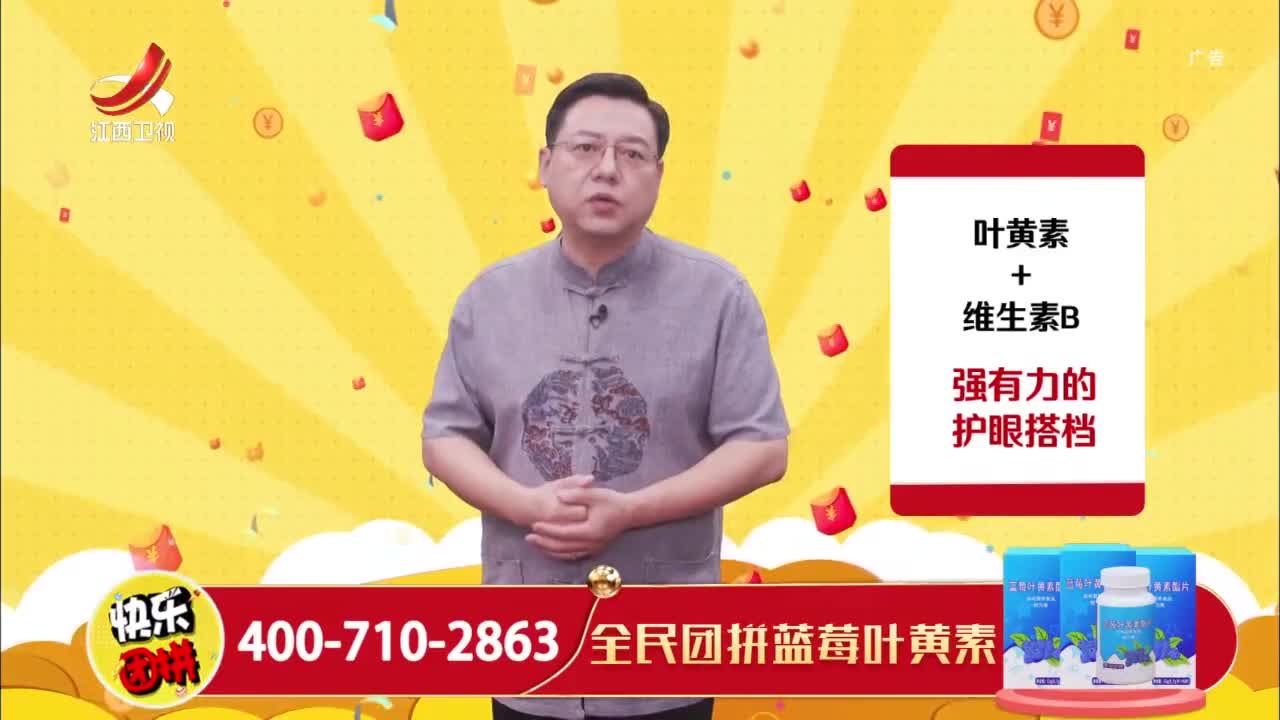 江西卫视
广告
叶黄素
+
维生素B
强有力的
护眼搭档
快乐
团拼
400-710-2863
全民团拼蓝莓叶黄素